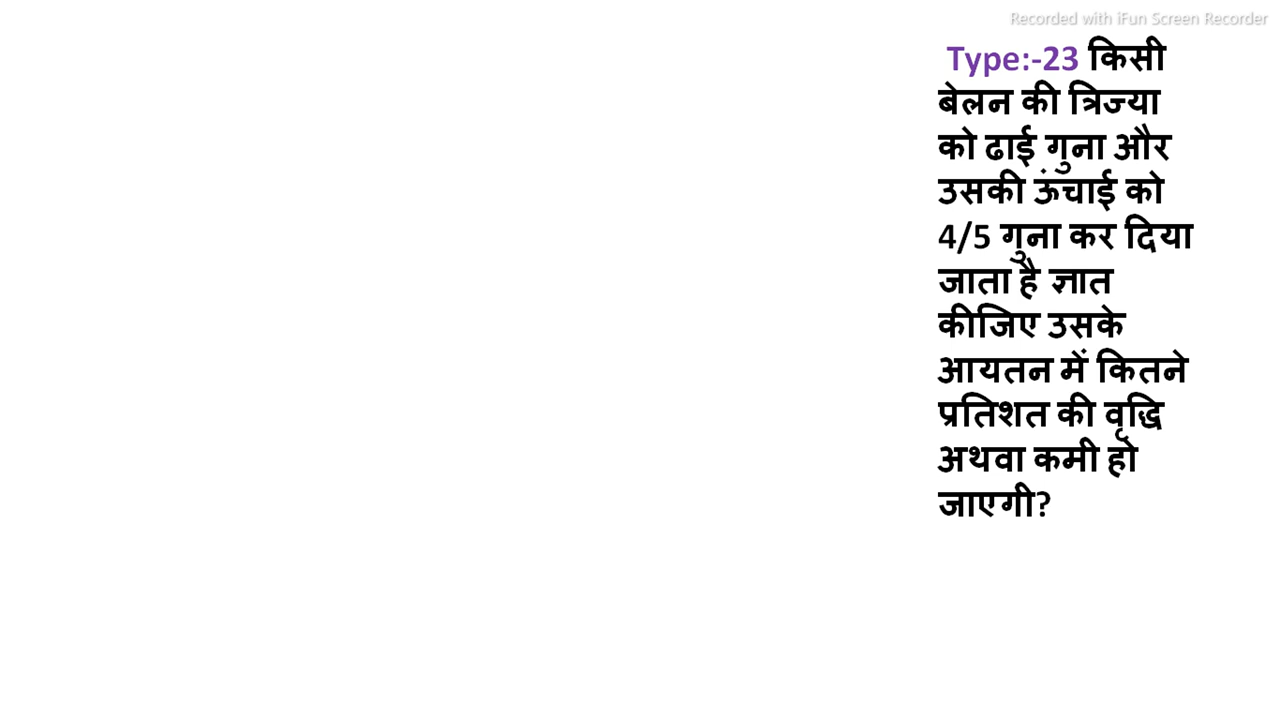 Recorded with iFun Screen Recorder
Type:-23 किसी
बेलन की त्रिज्या
को ढाई गुना और
उसकी ऊंचाई को
4/5 गुना कर दिया
जाता है ज्ञात
कीजिए उसके
आयतन में कितने
प्रतिशत की वृद्धि
अथवा कमी हो
जाएगी?